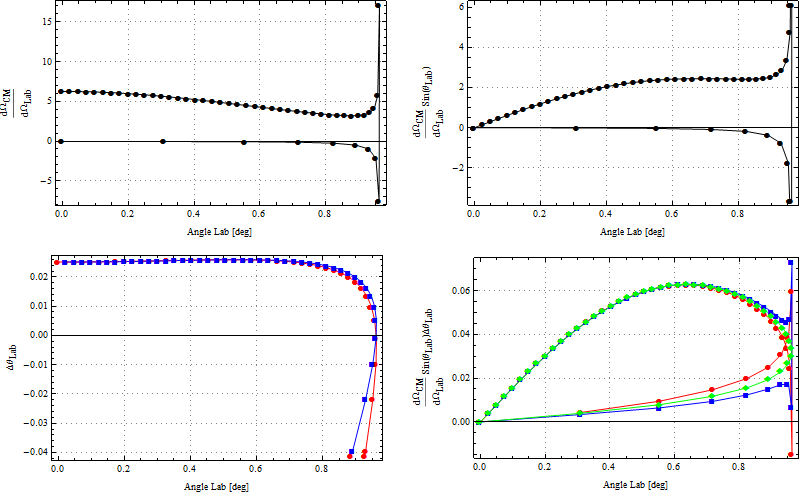 15
10
5
0
−5
0.0 0.2 0.4 0.6 0.8
Angle Lab [deg]
dΩCM
dΩLab
6
4
2
0
−2
0.0 0.2 0.4 0.6 0.8
Angle Lab [deg]
dΩCM
dΩLab
Sin(θLab)
0.02
0.01
0.00
−0.01
−0.02
−0.03
−0.04
0.0 0.2 0.4 0.6 0.8
Angle Lab [deg]
ΔθLab
0.06
0.04
0.02
0.00
0.0 0.2 0.4 0.6 0.8
Angle Lab [deg]
dΩCM
dΩLab
Sin(θLab)ΔθLab